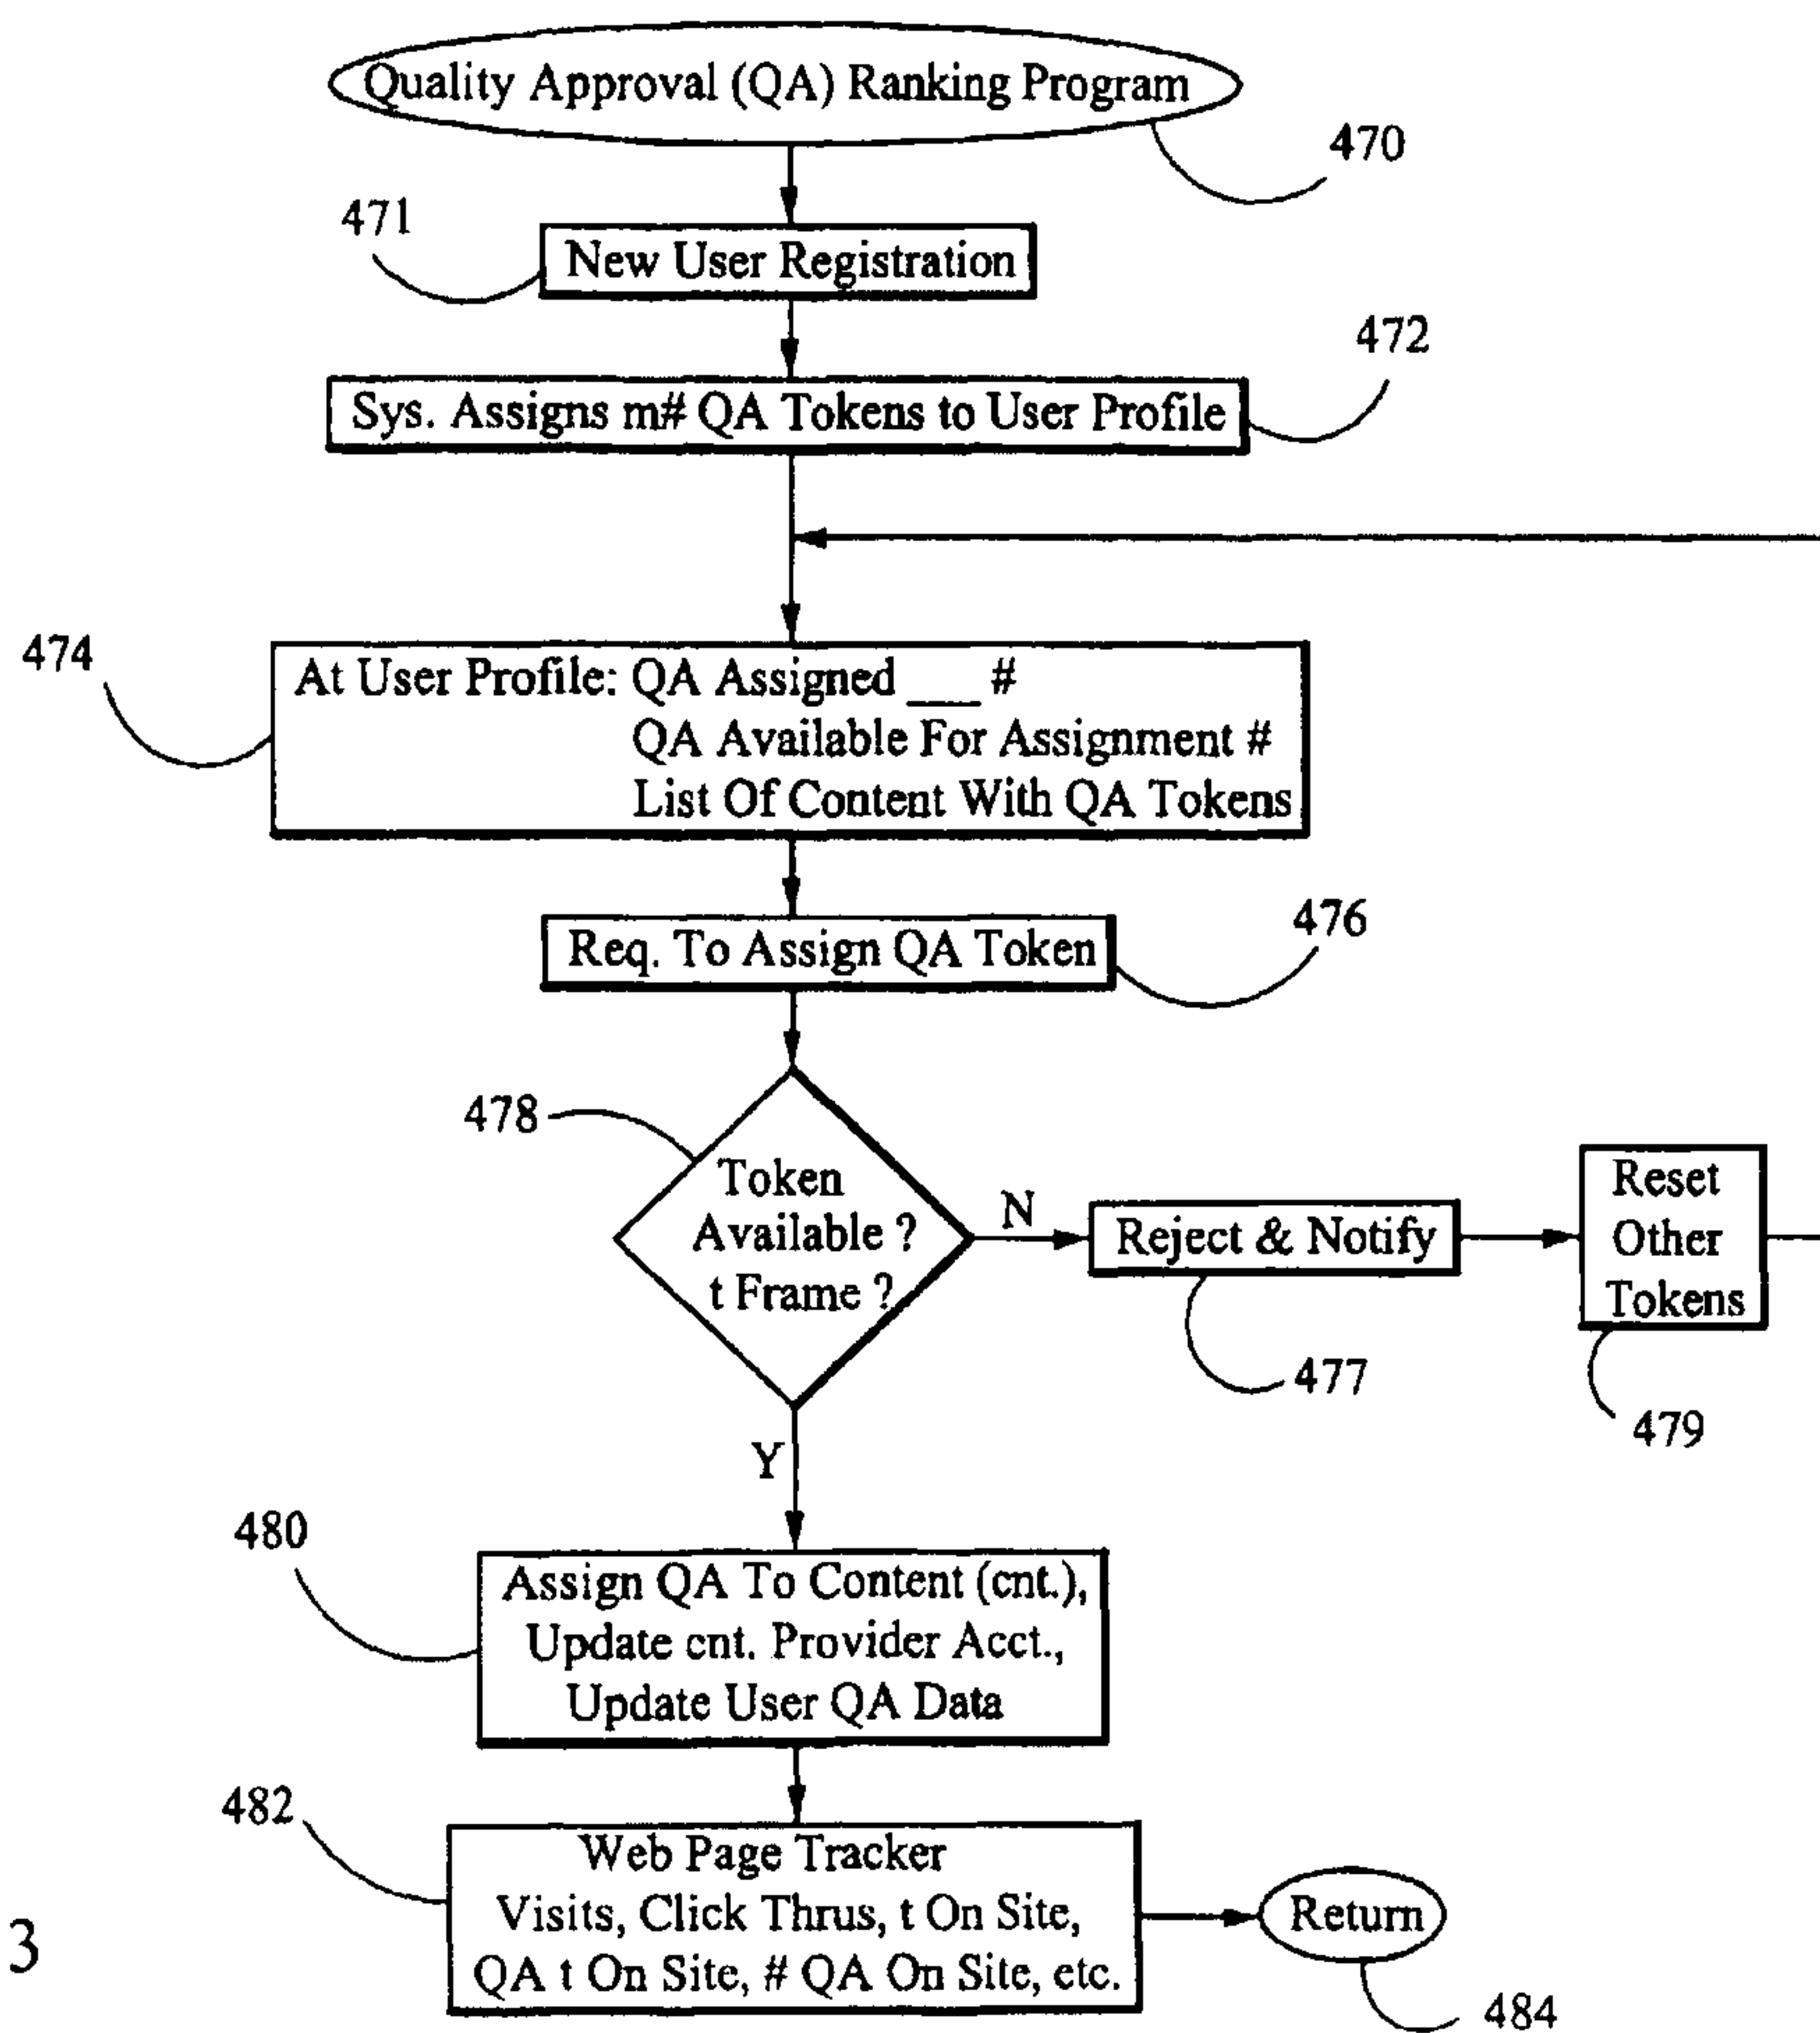 Quality Approval (QA) Ranking Program
470
471
New User Registration
472
Sys. Assigns m# QA Tokens to User Profile
474
At User Profile: QA Assigned ___ #
QA Available For Assignment #
List Of Content With QA Tokens
476
Req. To Assign QA Token
478
Token
Available ?
t Frame ?
N
Reject & Notify
477
Reset
Other
Tokens
479
Y
480
Assign QA To Content (cnt.),
Update cnt. Provider Acct.,
Update User QA Data
482
Web Page Tracker
Visits, Click Thrus, t On Site,
QA t On Site, # QA On Site, etc.
Return
484
3